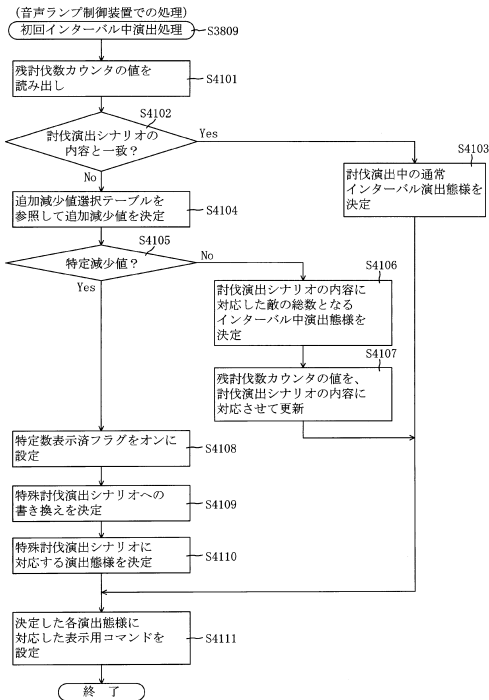 (音声ランプ制御装置での処理)
初回インターバル中演出処理
S3809
残討伐数カウンタの値を
読み出し
S4101
S4102
討伐演出シナリオの
内容と一致?
Yes
No
S4103
討伐演出中の通常
インターバル演出態様を
決定
追加減少値選択テーブルを
参照して追加減少値を決定
S4104
S4105
特定減少値?
No
Yes
S4106
討伐演出シナリオの内容に
対応した敵の総数となる
インターバル中演出態様を
決定
S4107
残討伐数カウンタの値を、
討伐演出シナリオの内容に
対応させて更新
特定数表示済フラグをオンに
設定
S4108
特殊討伐演出シナリオへの
書き換えを決定
S4109
特殊討伐演出シナリオに
対応する演出態様を決定
S4110
決定した各演出態様に
対応した表示用コマンドを
設定
S4111
終 了